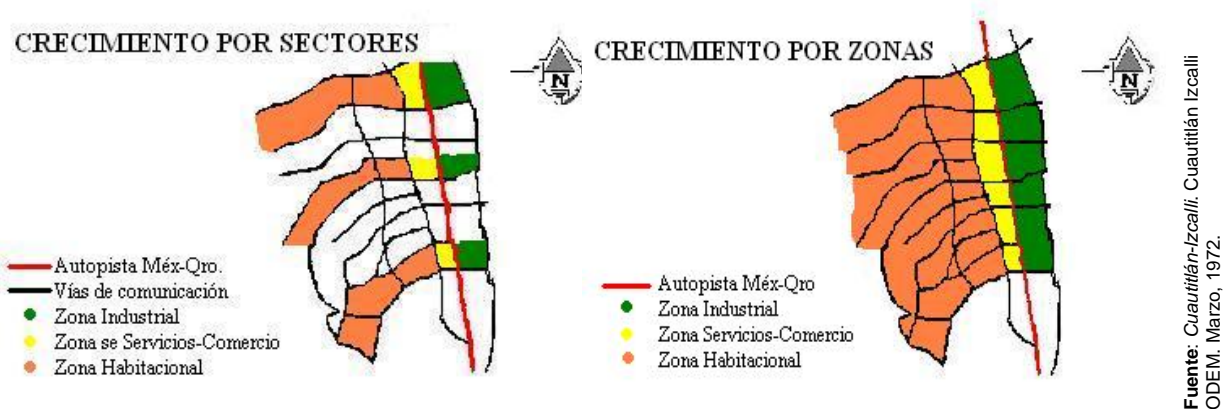 CRECIMIENTO POR SECTORES
N
Autopista Méx-Qro.
Vías de comunicación
Zona Industrial
Zona se Servicios-Comercio
Zona Habitacional
CRECIMIENTO POR ZONAS
N
Autopista Méx-Qro
Zona Industrial
Zona Servicios-Comercio
Zona Habitacional
Fuente: Cuautitlán-Izcalli. Cuautitlán Izcalli
ODEM. Marzo, 1972.